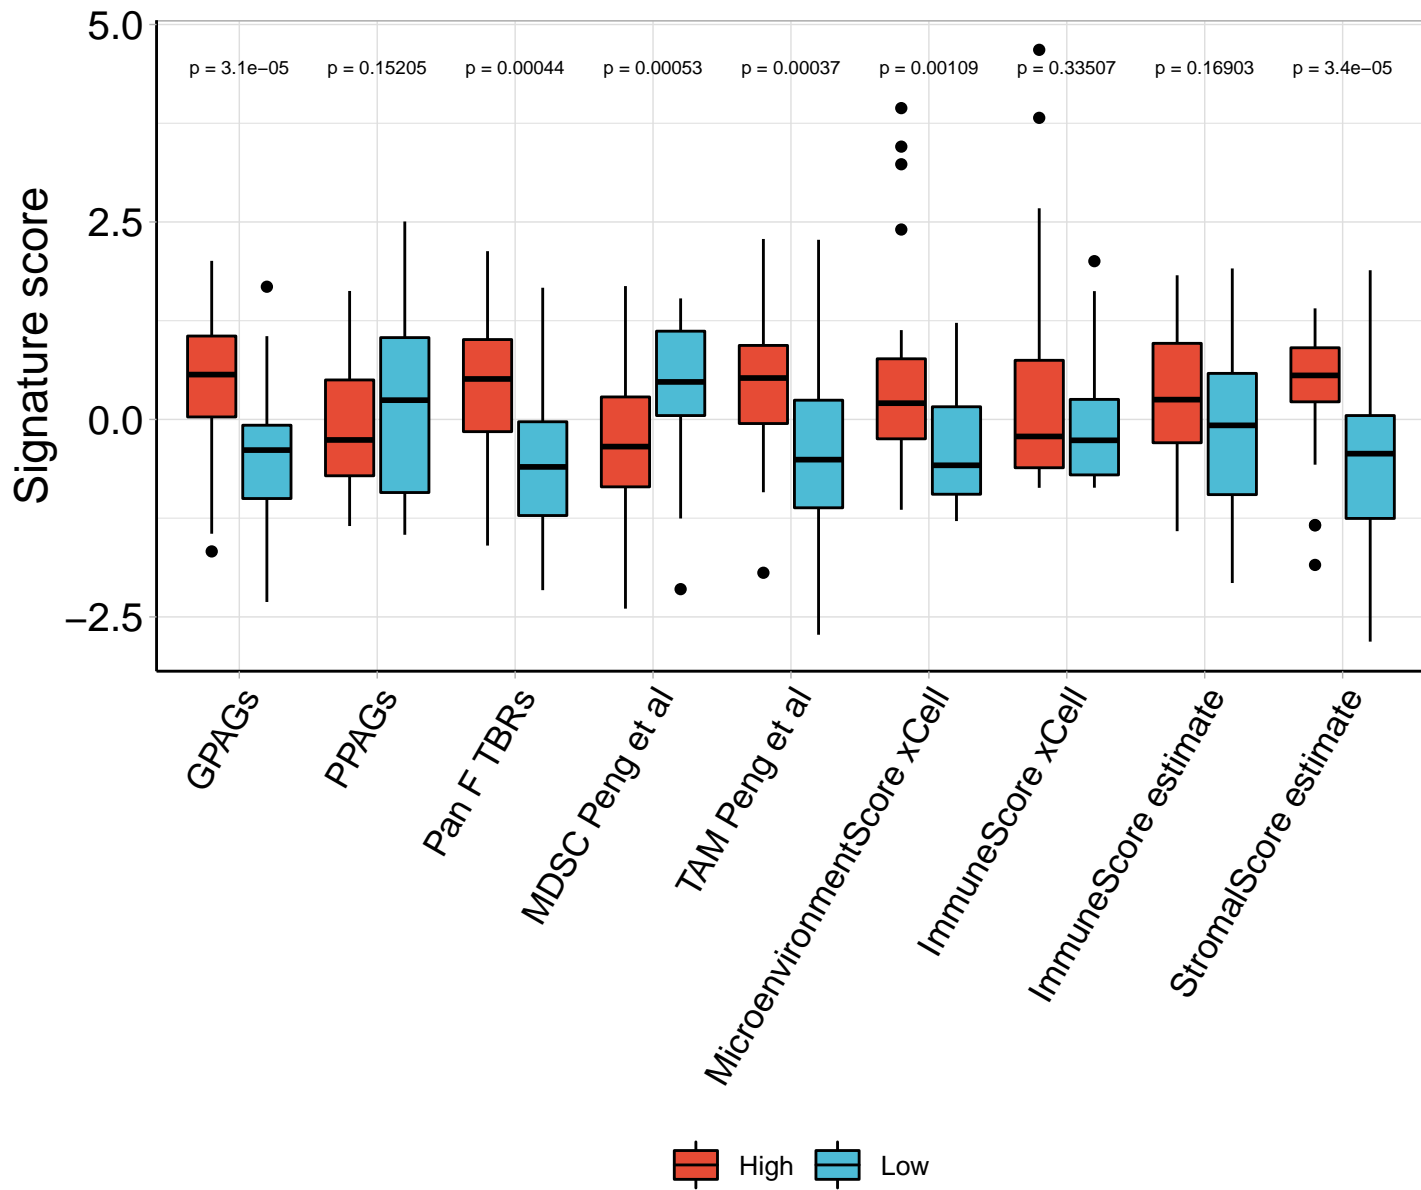 5.0
p = 3.1e−05 p = 0.15205 p = 0.00044 p = 0.00053 p = 0.00037 p = 0.00109 p = 0.33507 p = 0.16903 p = 3.4e−05
2.5
0.0
−2.5
Signature score
GPAGs
PPAGs
Pan F TBRs
MDSC Peng et al
TAM Peng et al
MicroenvironmentScore xCell
ImmuneScore xCell
ImmuneScore estimate
StromalScore estimate
High Low